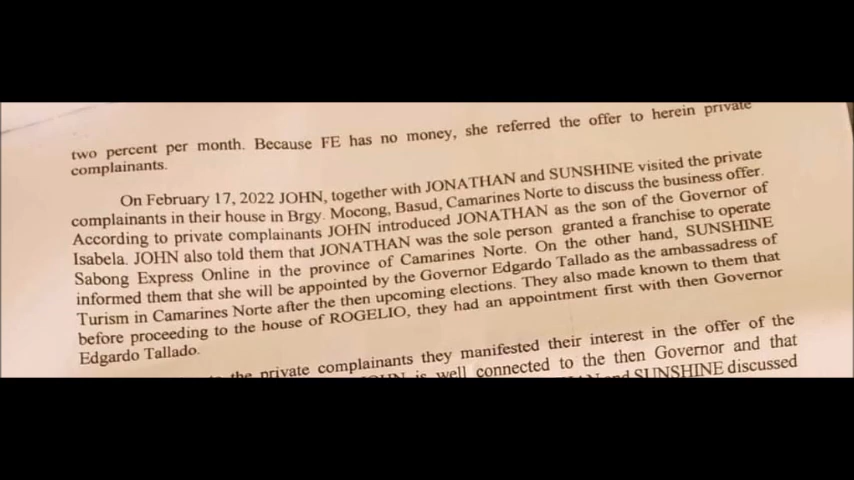 two percent per month. Because FE has no money, she referred the offer to herein private
complainants.
On February 17, 2022 JOHN, together with JONATHAN and SUNSHINE visited the private
complainants in their house in Brgy. Mocong, Basud, Camarines Norte to discuss the business offer.
According to private complainants JOHN introduced JONATHAN as the son of the Governor of
Isabela. JOHN also told them that JONATHAN was the sole person granted a franchise to operate
Sabong Express Online in the province of Camarines Norte. On the other hand, SUNSHINE
informed them that she will be appointed by the Governor Edgardo Tallado as the ambassadress of
Turism in Camarines Norte after the then upcoming elections. They also made known to them that
before proceeding to the house of ROGELIO, they had an appointment first with then Governor
Edgardo Tallado.
the private complainants they manifested their interest in the offer of the
JOHN is well connected to the then Governor and that
and SUNSHINE discussed